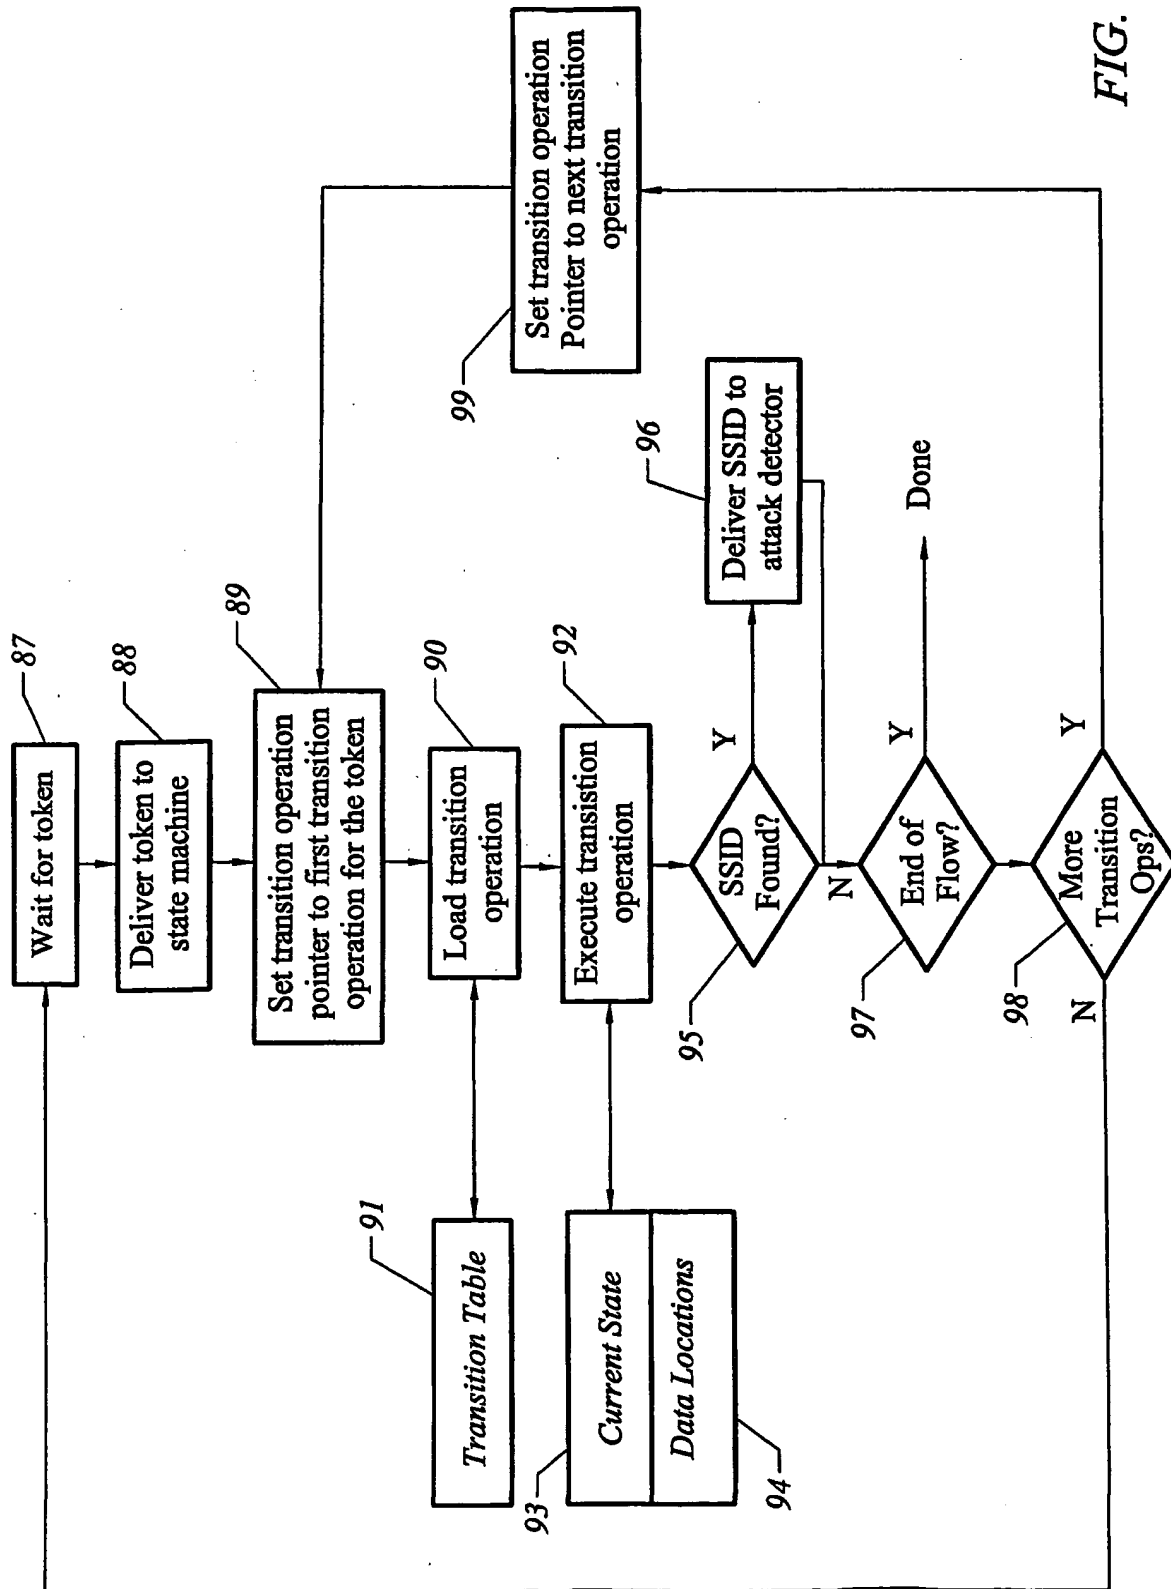 Wait for token
87
Deliver token to
state machine
88
Set transition operation
pointer to first transition
operation for the token
89
Load transition
operation
90
Transition Table
91
Execute transistion
operation
92
Current State
93
Data Locations
94
SSID
Found?
95
Y
N
Deliver SSID to
attack detector
96
End of
Flow?
97
Y
Done
More
Transition
Ops?
98
Y
N
Set transition operation
Pointer to next transition
operation
99
FIG.